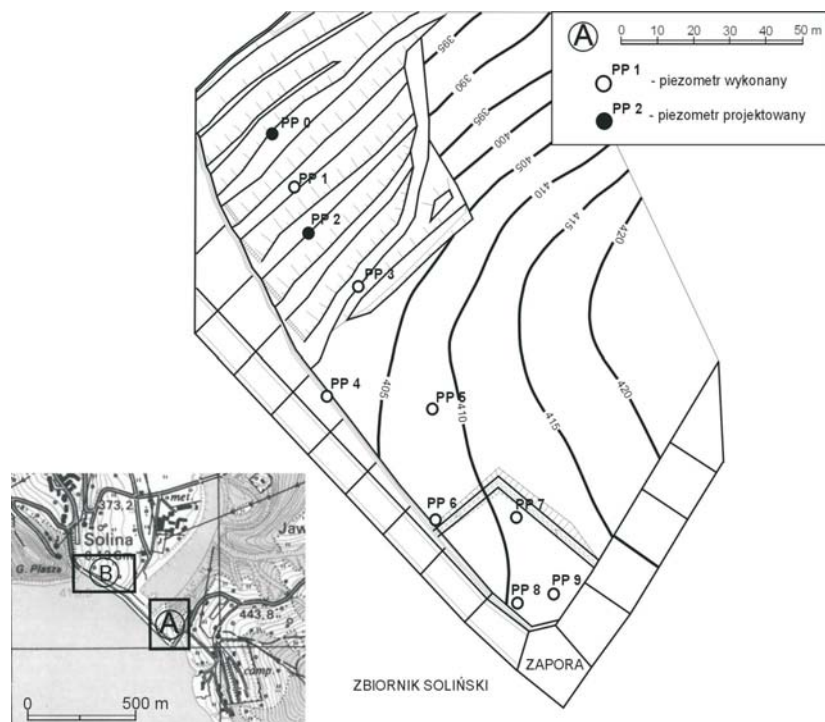 A
0 10 20 30 40 50 m
PP 1 - piezometr wykonany
PP 2 - piezometr projektowany
395
390
395
400
405
410
415
420
PP 0
PP 1
PP 2
PP 3
PP 4
PP 5
405
410
415
420
PP 6
PP 7
PP 8
PP 9
ZAPORA
ZBIORNIK SOLIŃSKI
373,2
met.
Solina
Jaw
G. Plasza
B
A
443,8
camp.
0 500 m